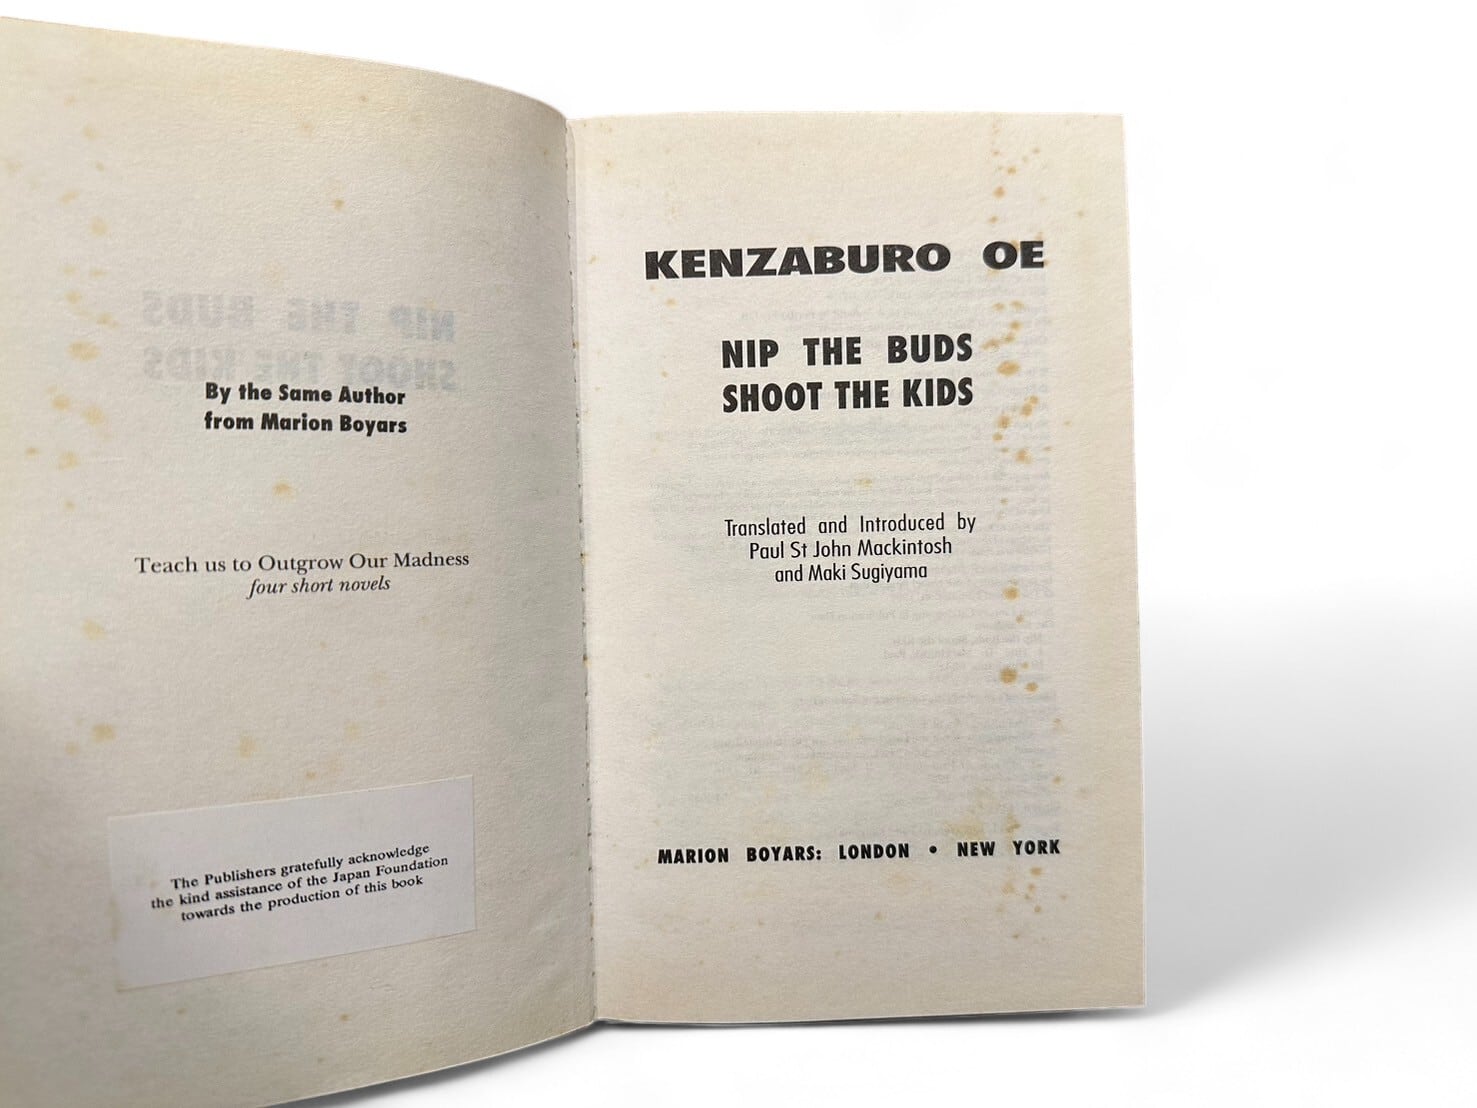 By the Same Author
from Marion Boyars
Teach us to Outgrow Our Madness
four short novels
The Publishers gratefully acknowledge
the kind assistance of the Japan Foundation
towards the production of this book
KENZABURO OE
NIP THE BUDS
SHOOT THE KIDS
Translated and Introduced by
Paul St John Mackintosh
and Maki Sugiyama
MARION BOYARS: LONDON • NEW YORK